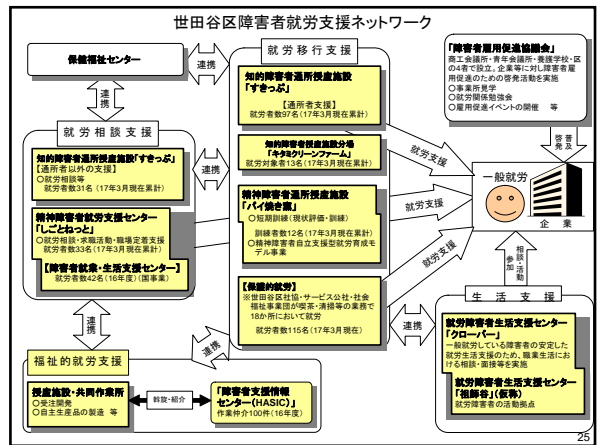 世田谷区障害者就労支援ネットワーク
保健福祉センター
連携
連携
就労移行支援
知的障害者通所授産施設
「すきっぷ」
【通所者支援】
就労者数97名(17年3月現在累計)
知的障害者授産施設分場
「キタミクリーンファーム」
就労対象者13名(17年3月現在累計)
精神障害者通所授産施設
「パイ焼き窯」
○短期訓練(現状評価・訓練)
訓練者数12名(17年3月現在累計)
○精神障害者自立支援型就労育成モ
デル事業
【保護的就労】
※世田谷区社協・サービス公社・社会
福祉事業団が喫茶・清掃等の業務で
18か所において就労
就労者数115名(17年3月現在)
「障害者雇用促進協議会」
商工会議所・青年会議所・養護学校・区
の4者で設立。企業等に対し障害者雇
用促進のための啓発活動を実施
○事業所見学
○就労関係勉強会
○雇用促進イベントの開催 等
普及
啓発
就労相談支援
知的障害者通所授産施設「すきっぷ」
【通所者以外の支援】
○就労相談等
就労者数31名(17年3月現在累計)
精神障害者就労支援センター
「しごとねっと」
○就労相談・求職活動・職場定着支援
就労者数33名(17年3月現在累計)
【障害者就業・生活支援センター】
就労者数42名(16年度)(国事業)
連携
就労支援
就労支援
就労支援
就労支援
一般就労
企業
相談・活動
参加
連携
連携
連携
生活支援
就労障害者生活支援センター
「クローバー」
一般就労している障害者の安定した
就労生活支援のため、職業生活にお
ける相談・面接等を実施
就労障害者生活支援センター
「祖師谷」(仮称)
就労障害者の活動拠点
福祉的就労支援
授産施設・共同作業所
○受注開発
○自主生産品の製造 等
斡旋・紹介
「障害者支援情報
センター(HASIC)」
作業仲介100件(16年度)
25